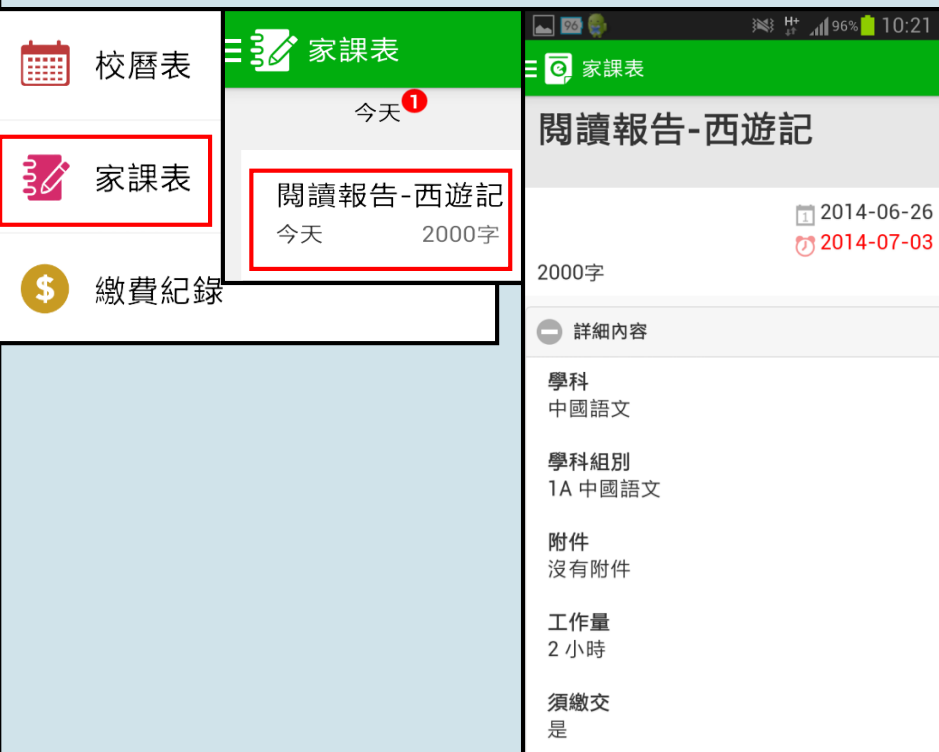 校曆表
家課表
繳費紀錄
家課表
今天
1
閱讀報告-西遊記
今天 2000字
96 H+ 96% 10:21
家課表
閱讀報告-西遊記
1 2014-06-26
2014-07-03
2000字
詳細內容
學科
中國語文
學科組別
1A 中國語文
附件
沒有附件
工作量
2 小時
須繳交
是